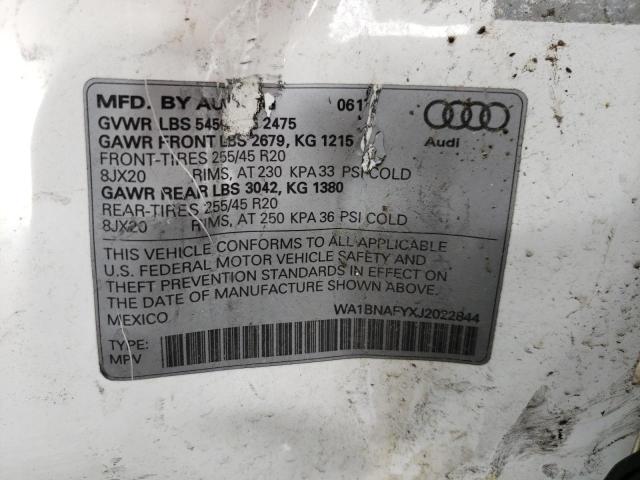 MFD. BY AU 061
GVWR LBS 545 2475
GAWR FRONT LBS 2679, KG 1215
FRONT-TIRES 255/45 R20
8JX20 RIMS, AT 230 KPA 33 PSI COLD
GAWR REAR LBS 3042, KG 1380
REAR-TIRES 255/45 R20
8JX20 RIMS, AT 250 KPA 36 PSI COLD
Audi
THIS VEHICLE CONFORMS TO ALL APPLICABLE
U.S. FEDERAL MOTOR VEHICLE SAFETY AND
THEFT PREVENTION STANDARDS IN EFFECT ON
THE DATE OF MANUFACTURE SHOWN ABOVE.
MEXICO WA1BNAFYXJ2022844
TYPE:
MPV